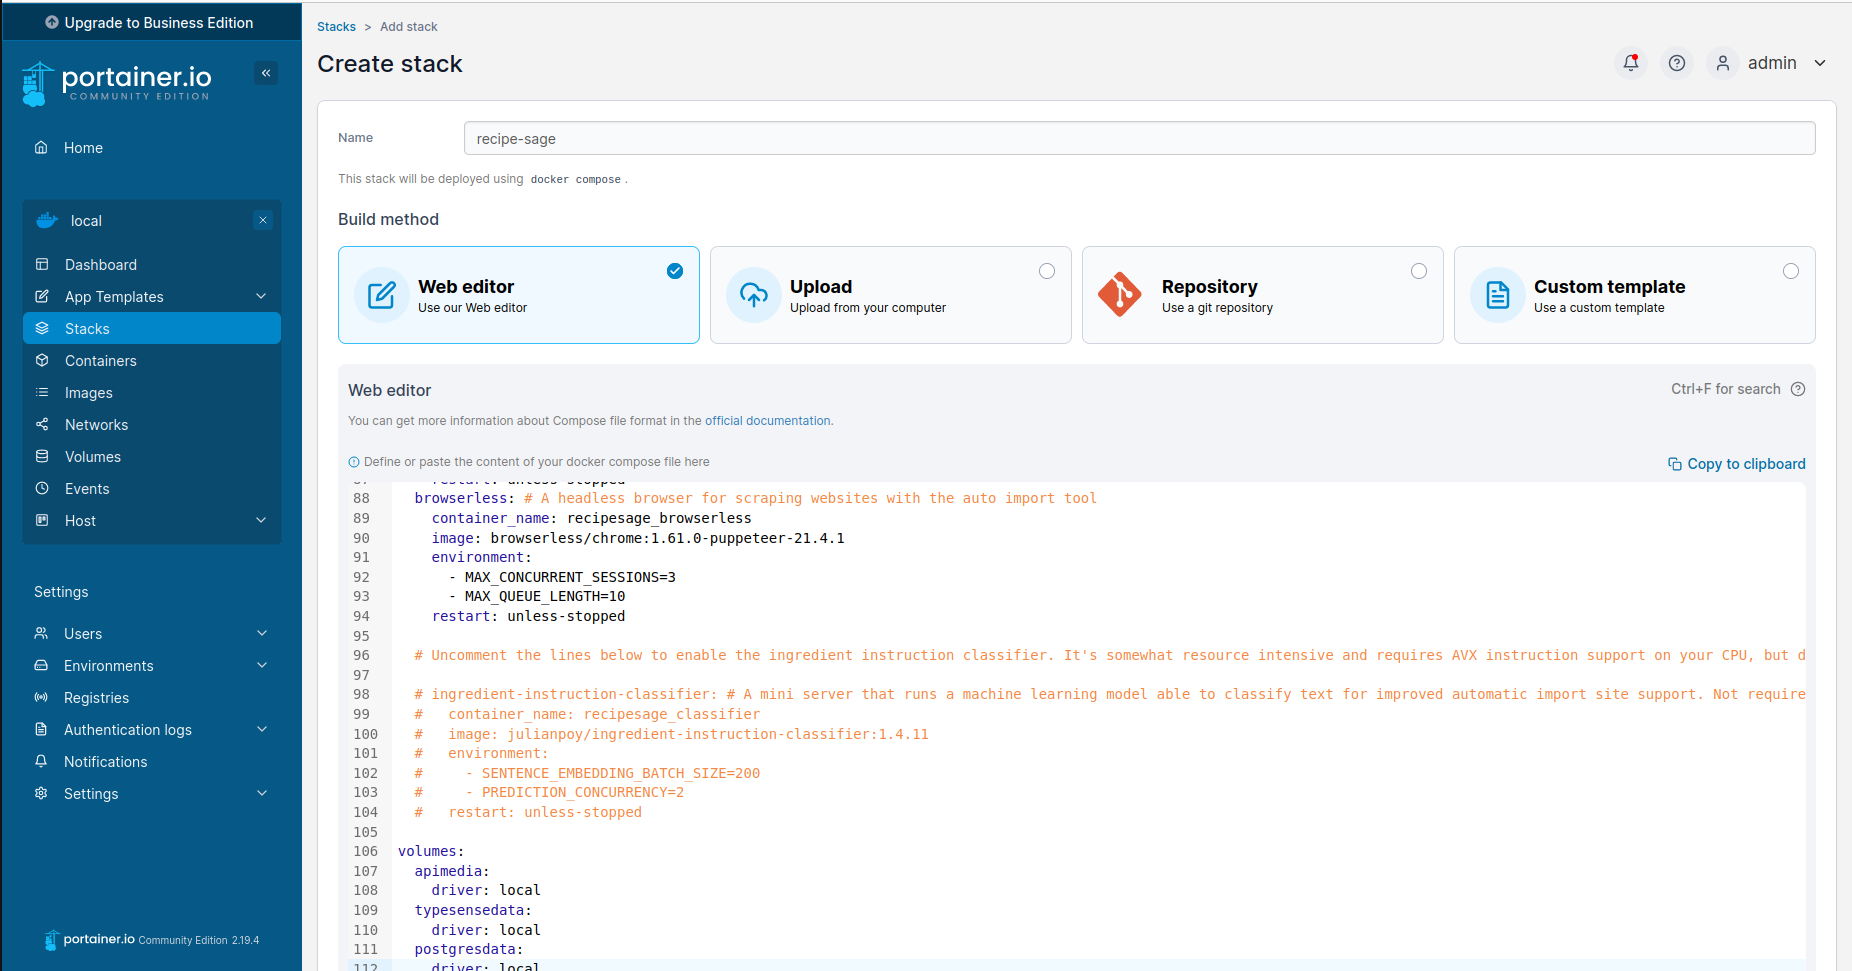 Upgrade to Business Edition
portainer.io
COMMUNITY EDITION
Home
local
Dashboard
App Templates
Stacks
Containers
Images
Networks
Volumes
Events
Host
Settings
Users
Environments
Registries
Authentication logs
Notifications
Settings
portainer.io Community Edition 2.19.4
Stacks > Add stack
Create stack
admin
Name
recipe-sage
This stack will be deployed using docker compose .
Build method
Web editor
Use our Web editor
Upload
Upload from your computer
Repository
Use a git repository
Custom template
Use a custom template
Web editor
Ctrl+F for search
You can get more information about Compose file format in the official documentation.
Define or paste the content of your docker compose file here
Copy to clipboard
87 restart: unless-stopped
88 browserless: # A headless browser for scraping websites with the auto import tool
89 container_name: recipesage_browserless
90 image: browserless/chrome:1.61.0-puppeteer-21.4.1
91 environment:
92 - MAX_CONCURRENT_SESSIONS=3
93 - MAX_QUEUE_LENGTH=10
94 restart: unless-stopped
95
96 # Uncomment the lines below to enable the ingredient instruction classifier. It's somewhat resource intensive and requires AVX instruction support on your CPU, but d
97
98 # ingredient-instruction-classifier: # A mini server that runs a machine learning model able to classify text for improved automatic import site support. Not require
99 # container_name: recipesage_classifier
100 # image: julianpoy/ingredient-instruction-classifier:1.4.11
101 # environment:
102 # - SENTENCE_EMBEDDING_BATCH_SIZE=200
103 # - PREDICTION_CONCURRENCY=2
104 # restart: unless-stopped
105
106 volumes:
107 apimedia:
108 driver: local
109 typesensedata:
110 driver: local
111 postgresdata:
112 driver: local